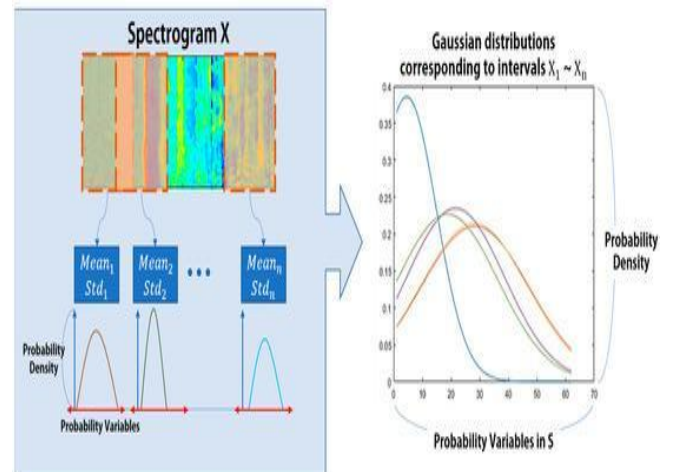 Spectrogram X
Mean₁
Std₁
Mean₂
Std₂
Meanₙ
Stdₙ
Probability
Density
Probability Variables
Gaussian distributions
corresponding to intervals X₁ ~ Xₙ
0.4
0.35
0.3
0.25
0.2
0.15
0.1
0.05
0
0 10 20 30 40 50 60 70
Probability
Density
Probability Variables in S